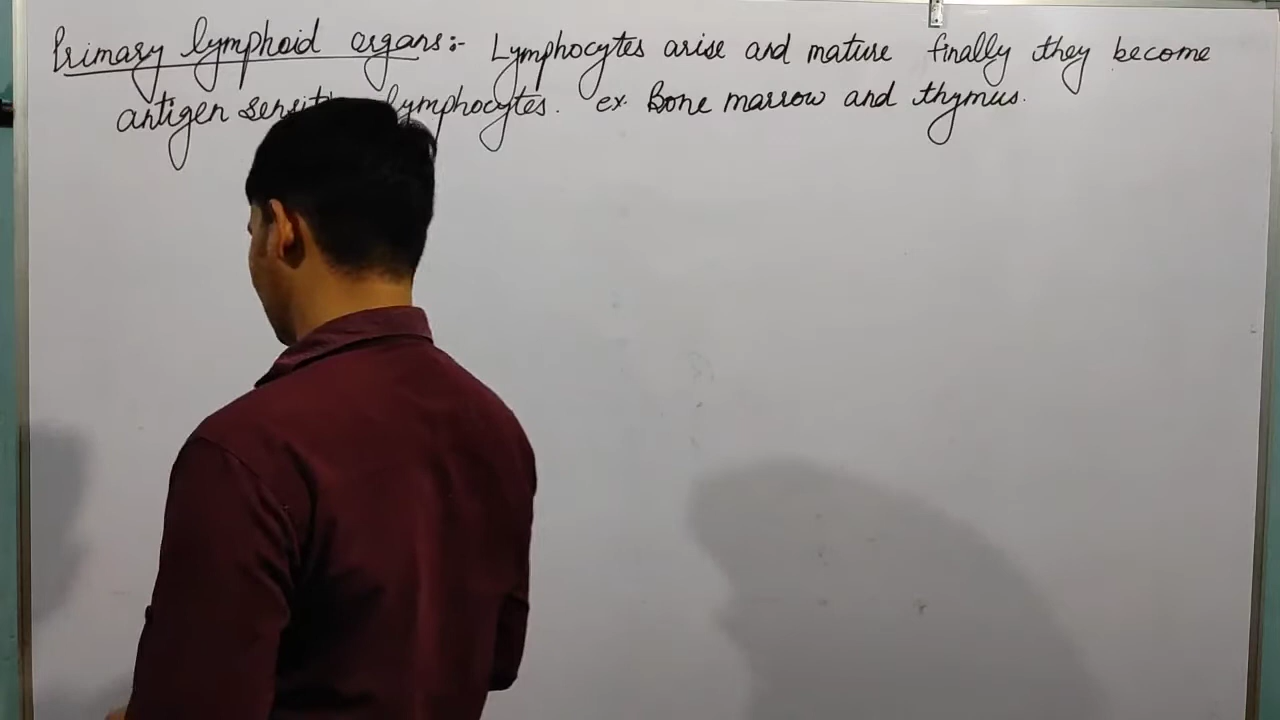 Primary lymphoid organs:- Lymphocytes arise and mature finally they become
antigen lymphocytes. ex. Bone marrow and thymus.